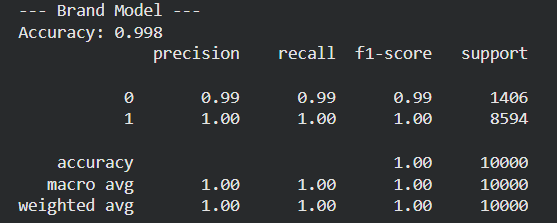 --- Brand Model ---
Accuracy: 0.998
precision recall f1-score support
0 0.99 0.99 0.99 1406
1 1.00 1.00 1.00 8594
accuracy 1.00 10000
macro avg 1.00 1.00 1.00 10000
weighted avg 1.00 1.00 1.00 10000